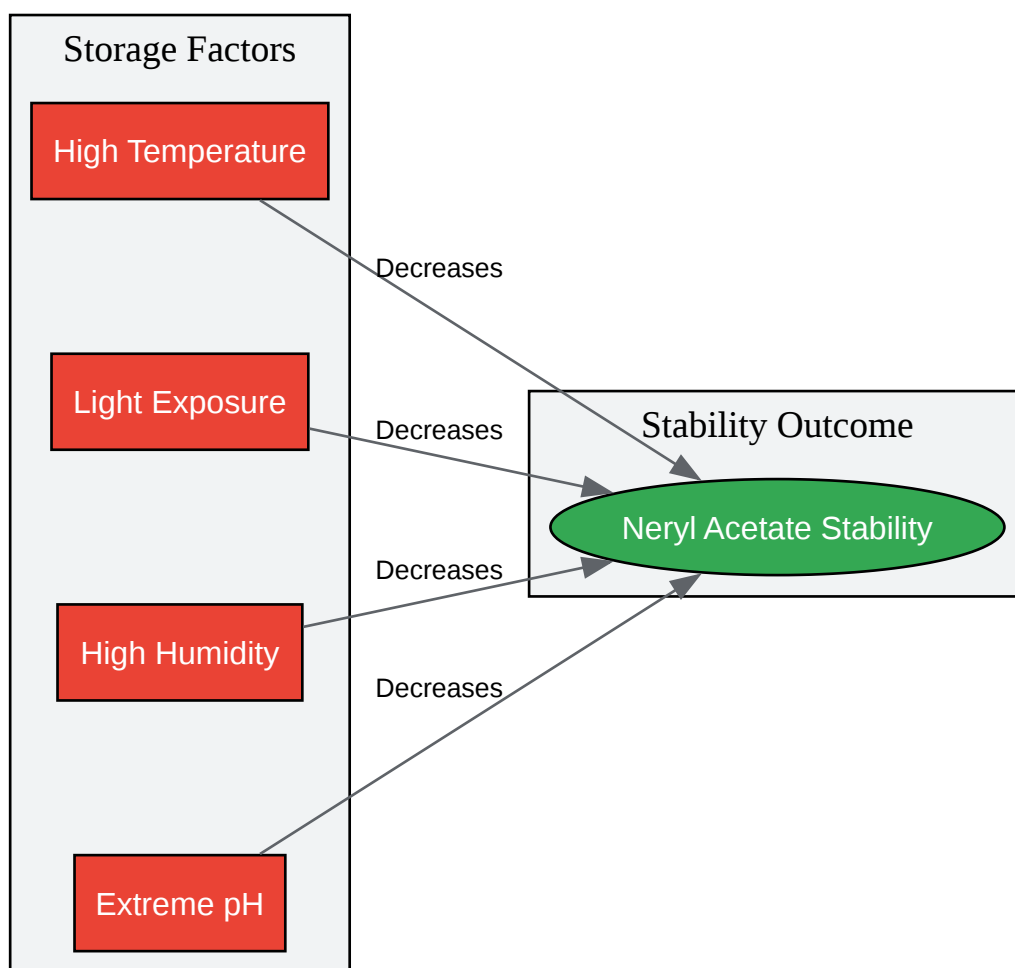 Storage Factors
High Temperature
Decreases
Light Exposure
Decreases
Stability Outcome
Neryl Acetate Stability
Decreases
High Humidity
Decreases
Extreme pH